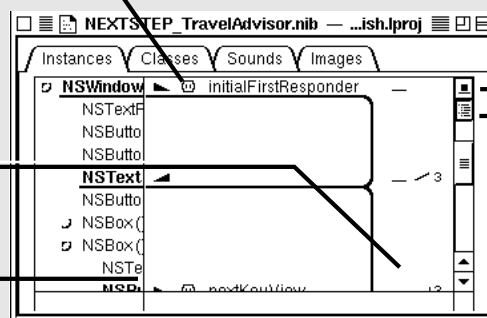 NEXTSTEP_TravelAdvisor.nib — ...ish.lproj
Instances Classes Sounds Images
NSWindow initialFirstResponder
NSTextF
NSButto
NSButto
NSText 3
NSButto
NSBox(
NSBox(
NSTe